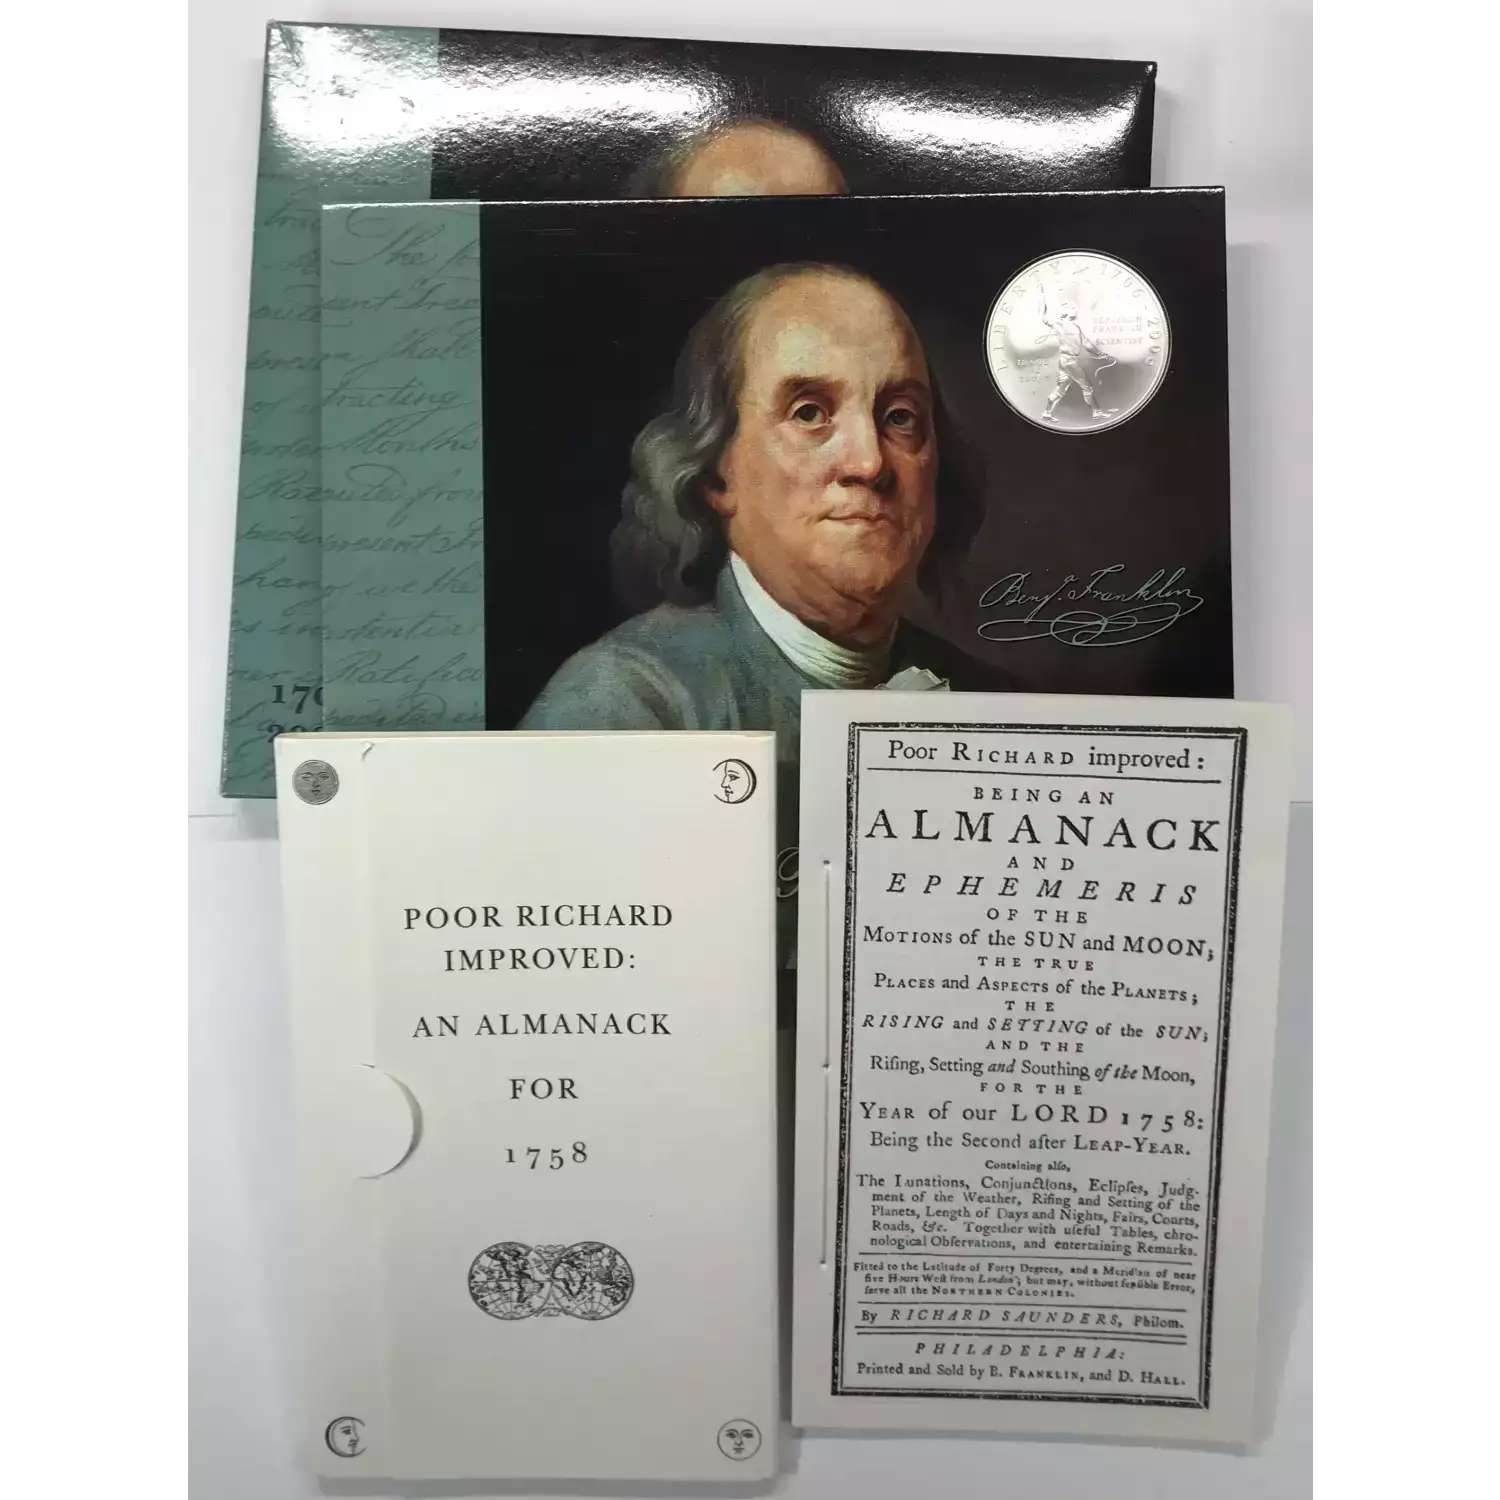 LIBERTY 1706-2006
BENJAMIN
FRANKLIN
SCIENTIST
Benj. Franklin
The
shall
Months
POOR RICHARD
IMPROVED:
AN ALMANACK
FOR
1758
Poor RICHARD improved:
BEING AN
ALMANACK
AND
EPHEMERIS
OF THE
MOTIONS of the SUN and MOON;
THE TRUE
PLACES and ASPECTS of the PLANETS;
THE
RISING and SETTING of the SUN;
AND THE
Riſing, Setting and Southing of the Moon,
FOR THE
YEAR of our LORD 1758:
Being the Second after LEAP-YEAR.
Containing alſo,
The Lunations, Conjunctions, Eclipſes, Judg-
ment of the Weather, Riſing and Setting of the
Planets, Length of Days and Nights, Fairs, Courts,
Roads, &c. Together with uſeful Tables, chro-
nological Obſervations, and entertaining Remarks.
Fitted to the Latitude of Forty Degrees, and a Meridian of near
five Hours Weſt from London; but may, without ſenſible Error,
ſerve all the NORTHERN COLONIES.
By RICHARD SAUNDERS, Philom.
PHILADELPHIA:
Printed and Sold by B. FRANKLIN, and D. HALL.